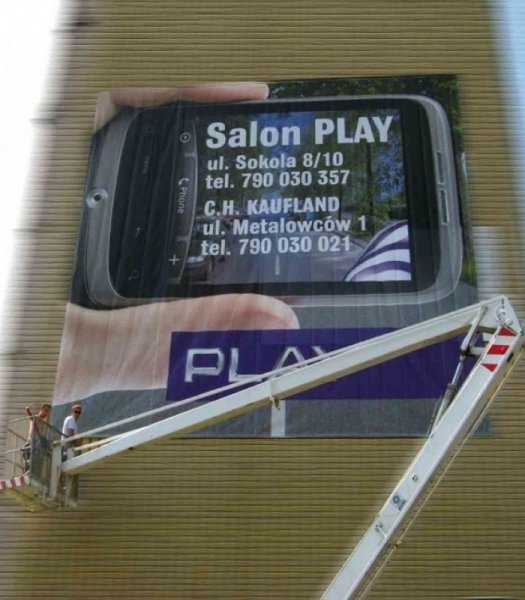 Salon PLAY
ul. Sokola 8/10
tel. 790 030 357
C.H. KAUFLAND
ul. Metalowców 1
tel. 790 030 021
Phone
PLAY